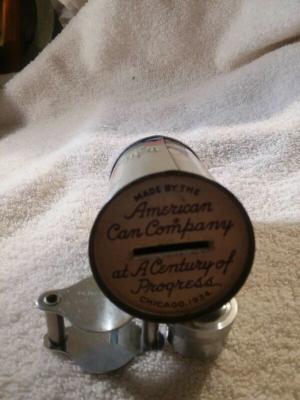 MADE BY THE
American
Can Company
at A Century of
Progress
CHICAGO, 1934